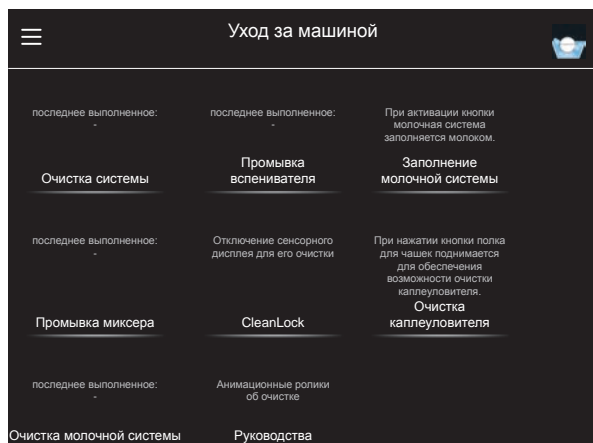 Уход за машиной
последнее выполненное:
-
Очистка системы
последнее выполненное:
-
Промывка
вспенивателя
При активации кнопки
молочная система
заполняется молоком.
Заполнение
молочной системы
последнее выполненное:
-
Промывка миксера
Отключение сенсорного
дисплея для его очистки
CleanLock
При нажатии кнопки полка
для чашек поднимается
для обеспечения
возможности очистки
каплеуловителя.
Очистка
каплеуловителя
последнее выполненное:
-
Очистка молочной системы
Анимационные ролики
об очистке
Руководства